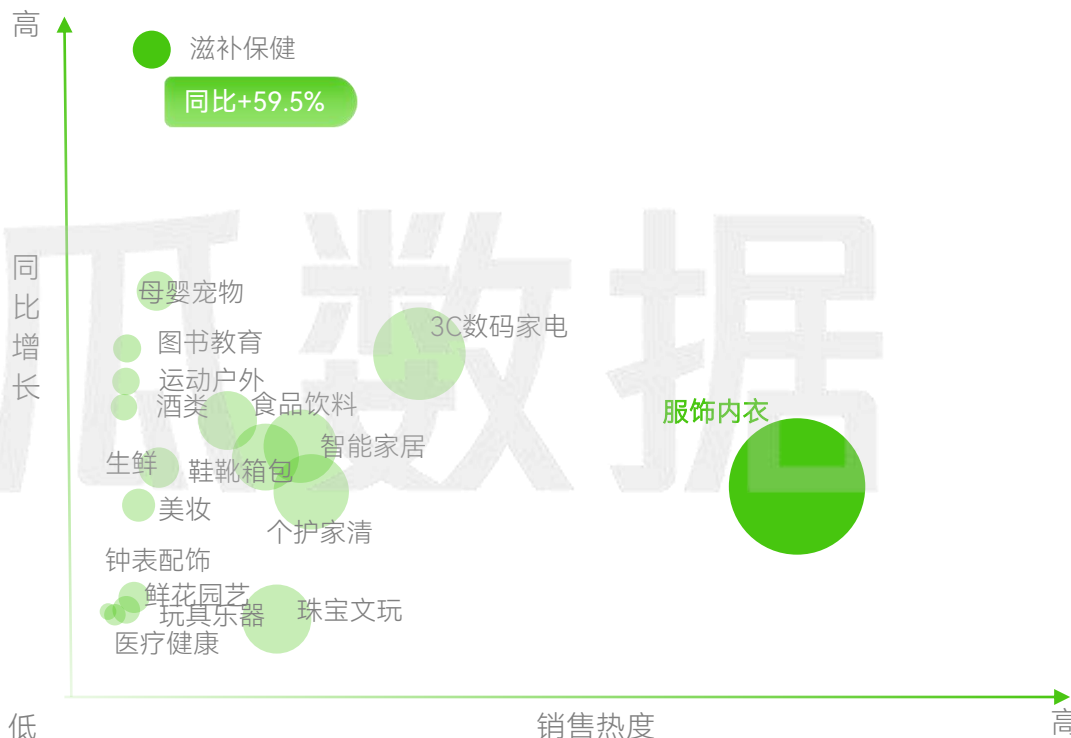 高
滋补保健
同比+59.5%
瓜数据
同比增长
母婴宠物
3C数码家电
图书教育
运动户外
酒类
食品饮料
服饰内衣
智能家居
生鲜
鞋靴箱包
美妆
个护家清
钟表配饰
鲜花园艺
玩具乐器
珠宝文玩
医疗健康
低
销售热度
高